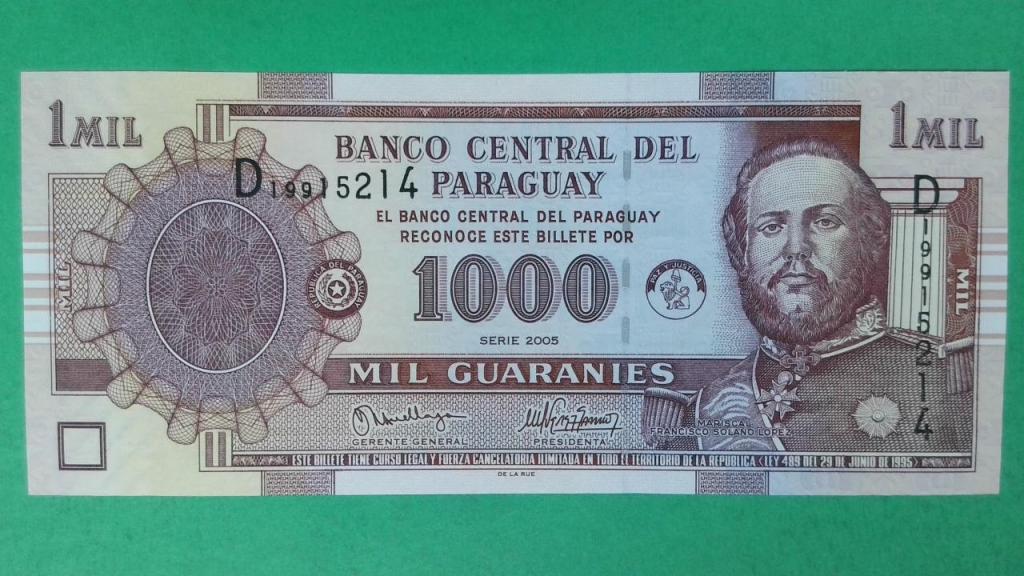 1 MIL
1 MIL
BANCO CENTRAL DEL
PARAGUAY
D19915214
EL BANCO CENTRAL DEL PARAGUAY
RECONOCE ESTE BILLETE POR
1000
PAZ Y JUSTICIA
SERIE 2005
MIL GUARANIES
MIL
MIL
D19915214
GERENTE GENERAL
PRESIDENTA
MARISCAL
FRANCISCO SOLANO LOPEZ
ESTE BILLETE TIENE CURSO LEGAL Y FUERZA CANCELATORIA ILIMITADA EN TODO EL TERRITORIO DE LA REPUBLICA (LEY 489 DEL 29 DE JUNIO DE 1995)
DE LA RUE